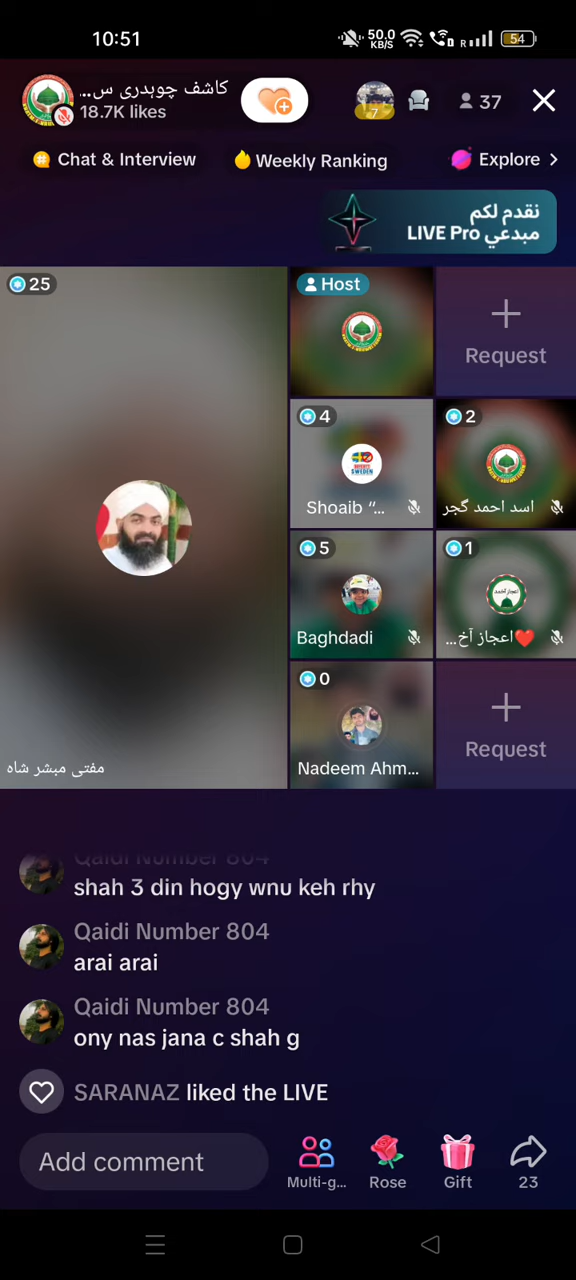 10:51
50.0
KB/S
R
54
کاشف چوہدری س...
18.7K likes
7
37
Chat & Interview
Weekly Ranking
Explore
نقدم لكم
مبدعي LIVE Pro
25
Host
Request
4
Shoaib “...
2
اسد احمد گجر
5
Baghdadi
1
اعجاز آخ...
0
Nadeem Ahm...
Request
مفتی مبشر شاہ
Qaidi Number 804
shah 3 din hogy wnu keh rhy
Qaidi Number 804
arai arai
Qaidi Number 804
ony nas jana c shah g
SARANAZ liked the LIVE
Add comment
Multi-g...
Rose
Gift
23